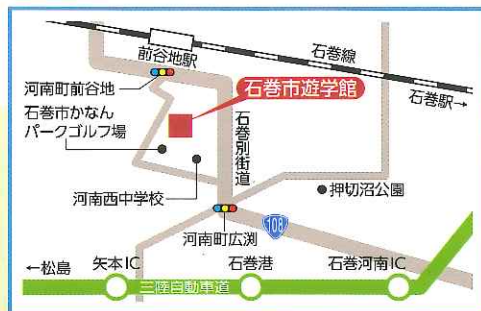 前谷地駅
石巻線
石巻駅→
河南町前谷地
石巻市遊学館
石巻市かなん
パークゴルフ場
石巻別街道
河南西中学校
押切沼公園
108
河南町広渕
←松島
矢本IC
石巻港
石巻河南IC
三陸自動車道